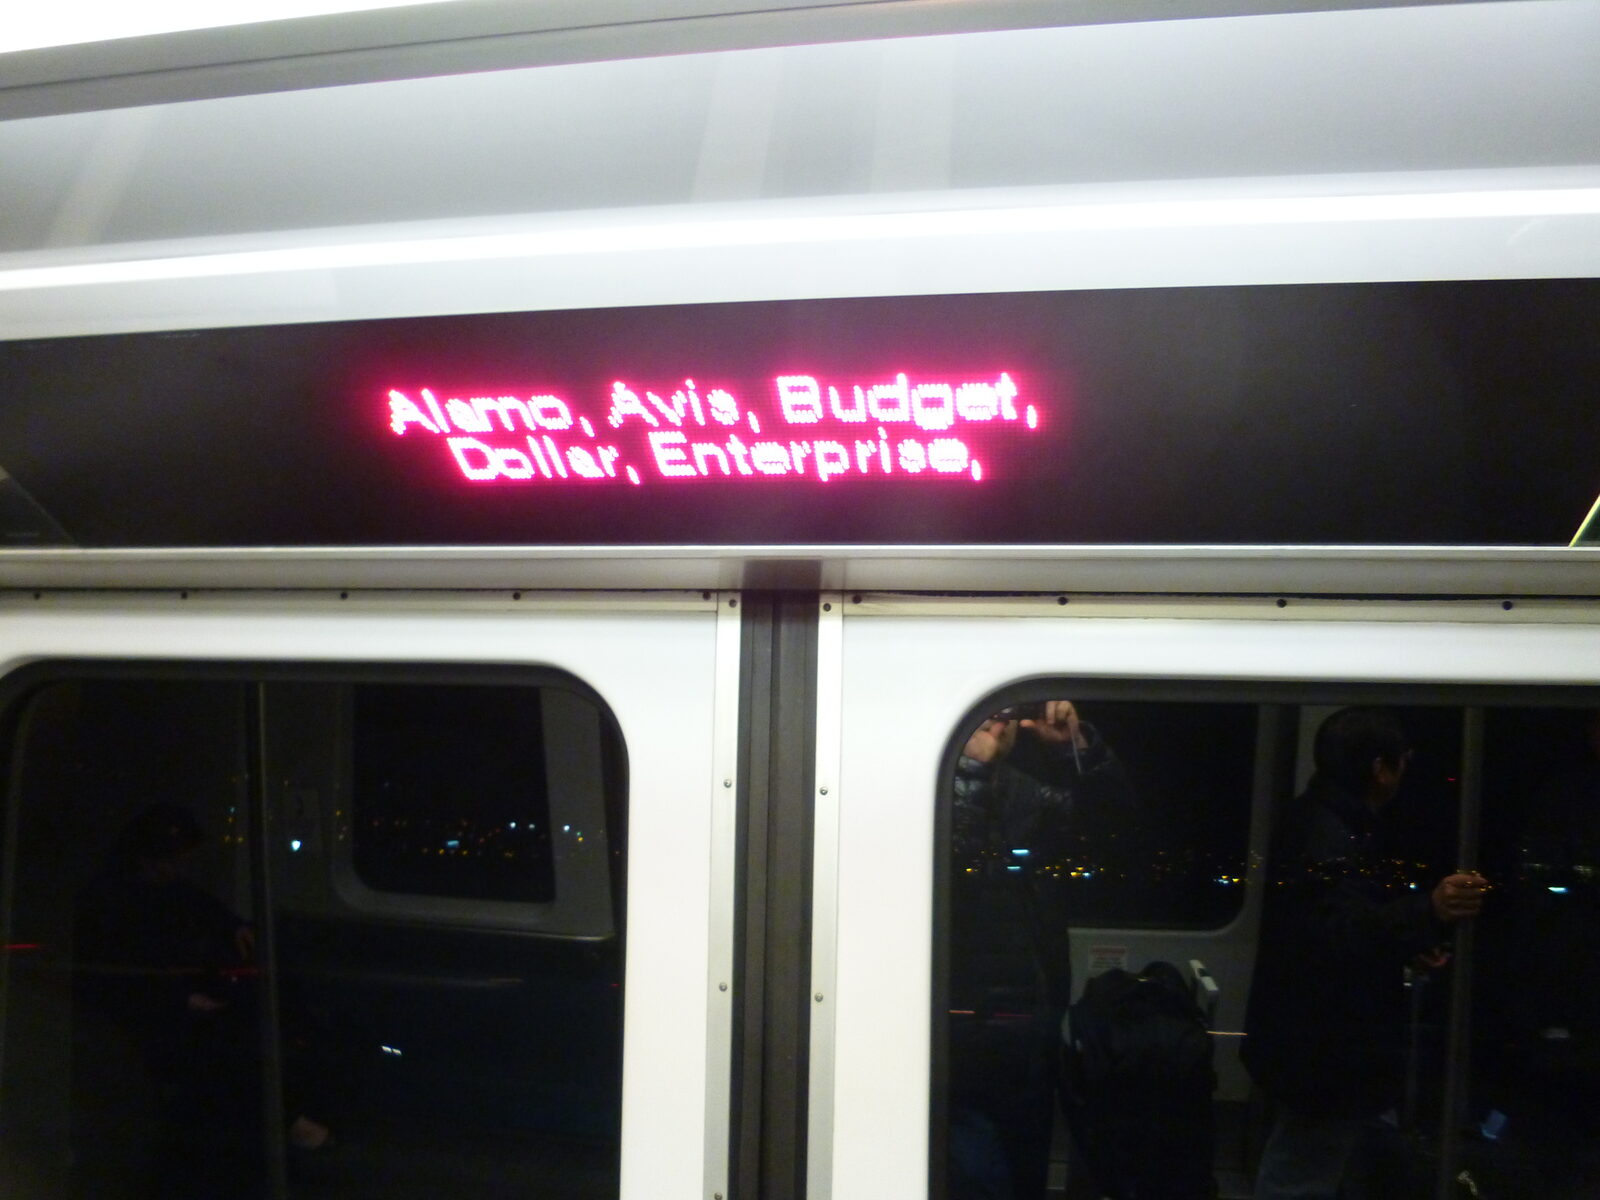 Alamo, Avis, Budget,
Dollar, Enterprise,